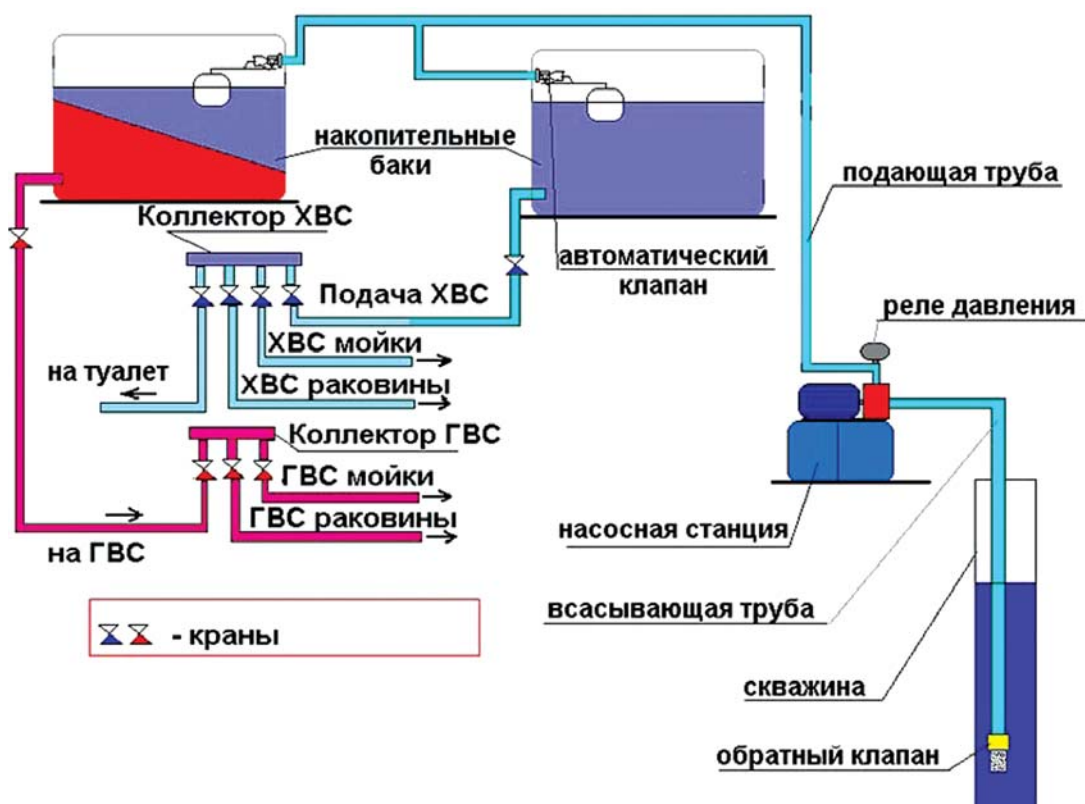 накопительные
баки
подающая труба
Коллектор ХВС
автоматический
клапан
Подача ХВС
реле давления
ХВС мойки
на туалет
ХВС раковины
Коллектор ГВС
ГВС мойки
ГВС раковины
насосная станция
на ГВС
всасывающая труба
- краны
скважина
обратный клапан